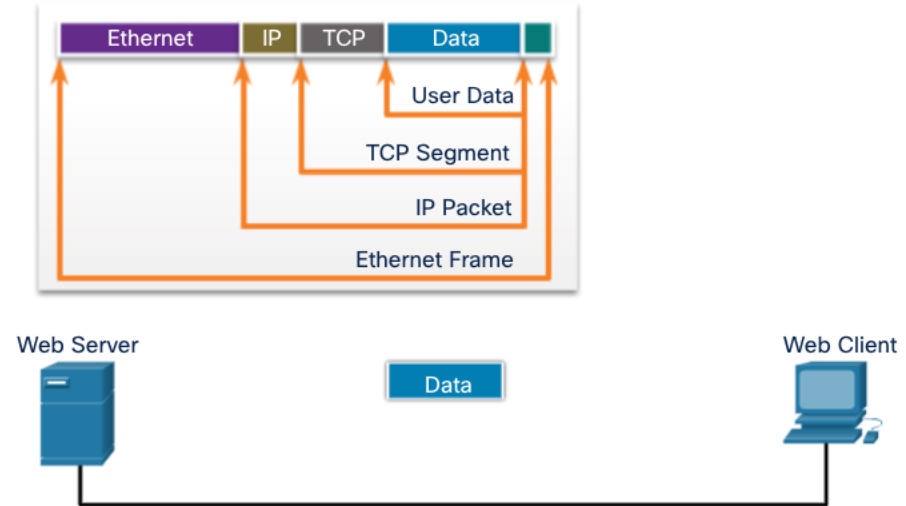 Ethernet IP TCP Data
User Data
TCP Segment
IP Packet
Ethernet Frame
Web Server
Web Client
Data